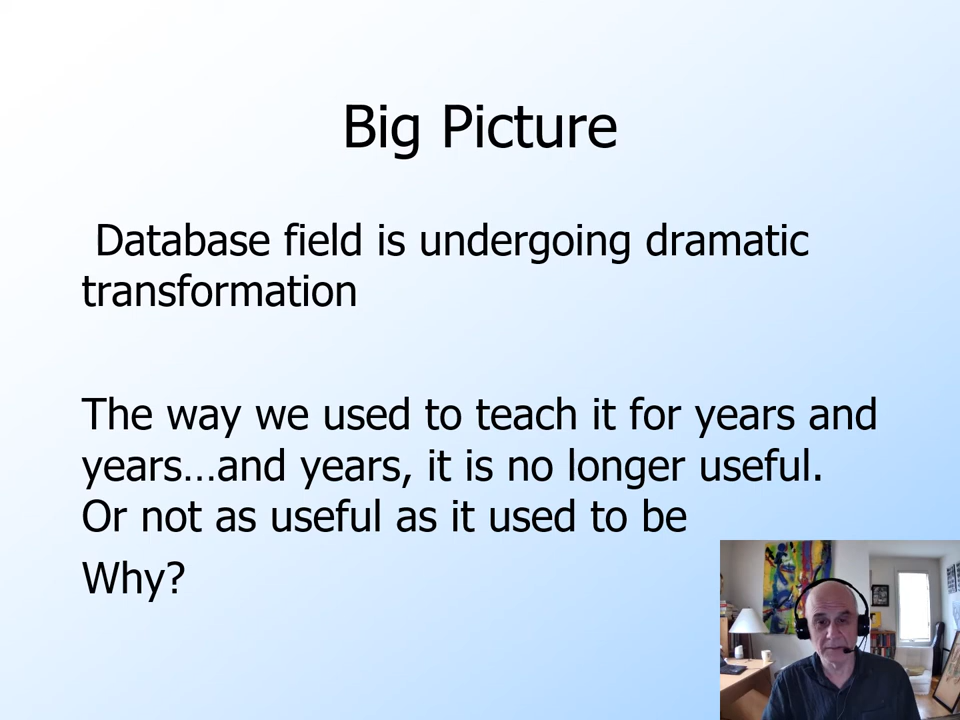 Big Picture
Database field is undergoing dramatic
transformation
The way we used to teach it for years and
years…and years, it is no longer useful.
Or not as useful as it used to be
Why?